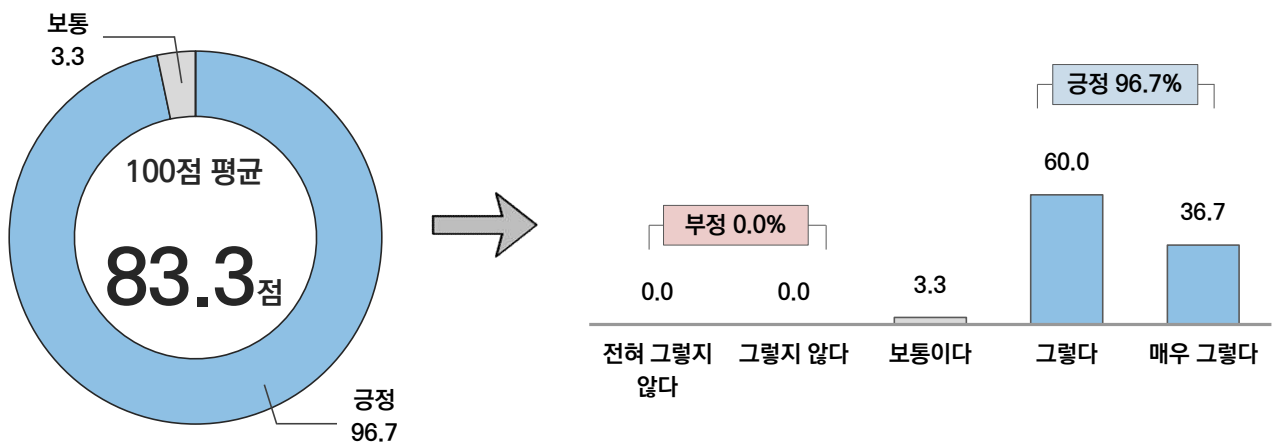 보통
3.3
100점 평균
83.3점
긍정
96.7
부정 0.0%
긍정 96.7%
0.0
0.0
3.3
60.0
36.7
전혀 그렇지
않다
그렇지 않다
보통이다
그렇다
매우 그렇다